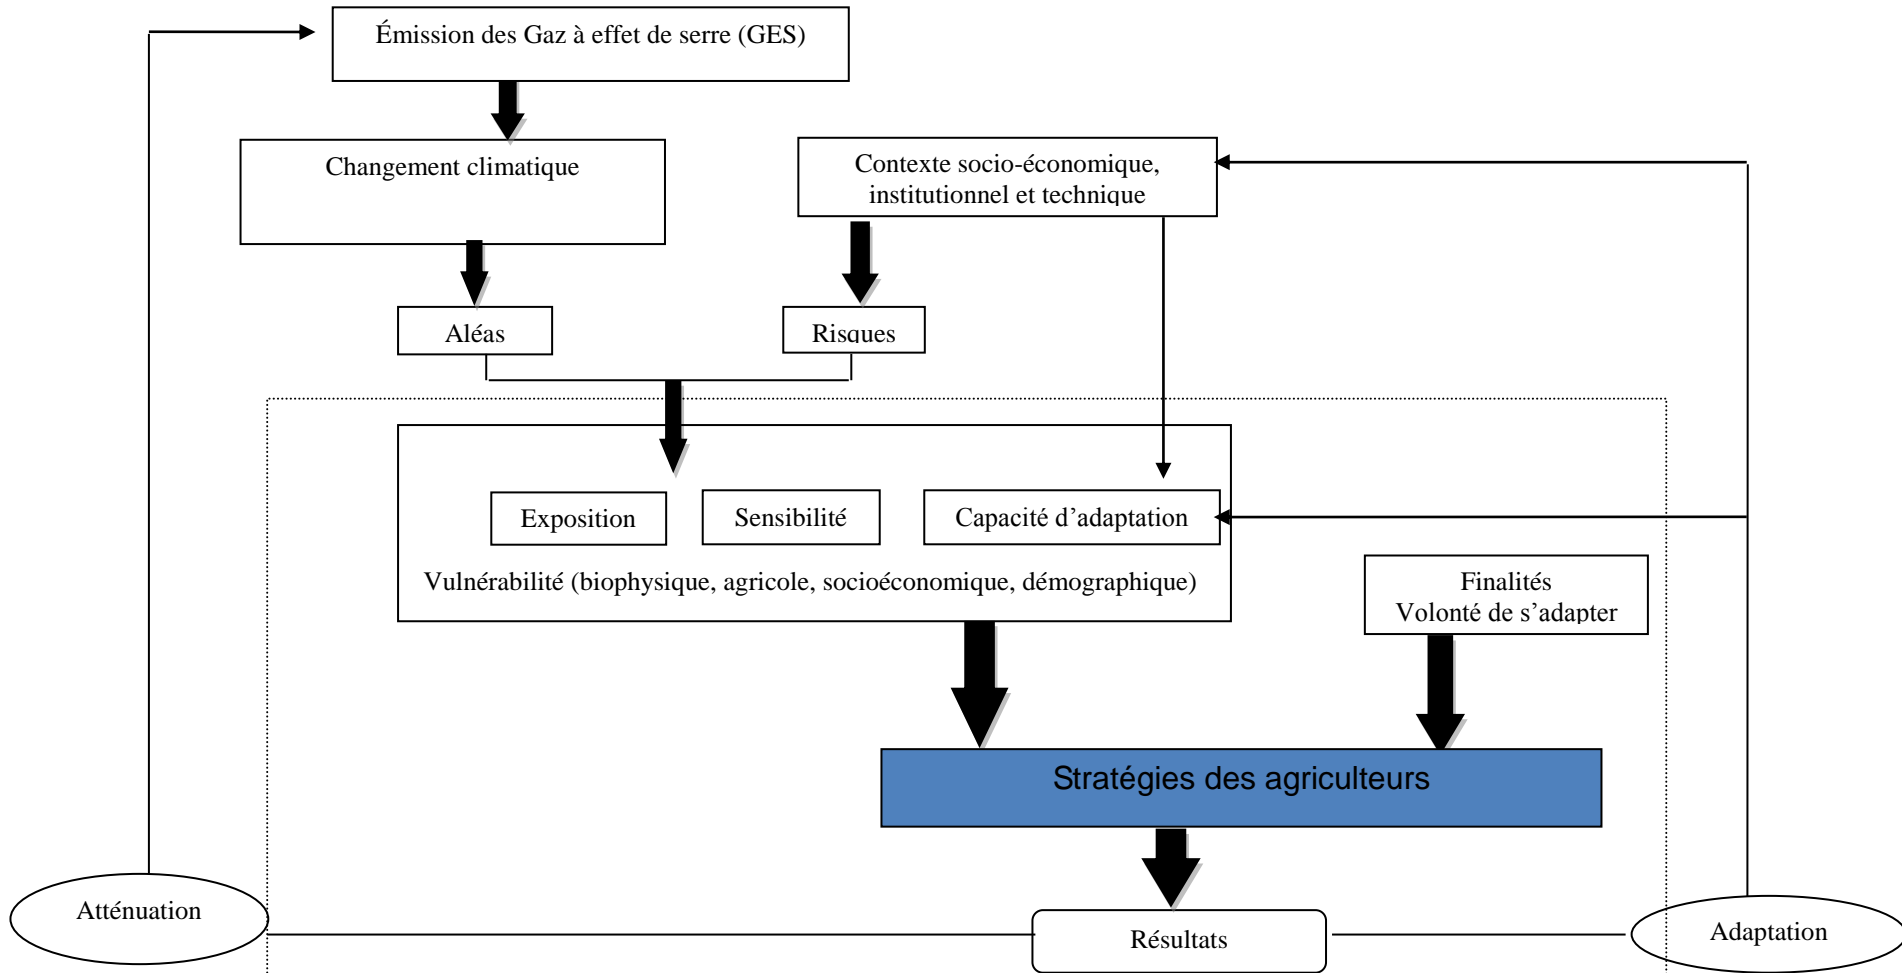 Émission des Gaz à effet de serre (GES)
Changement climatique
Contexte socio-économique,
institutionnel et technique
Aléas
Risques
Exposition
Sensibilité
Capacité d’adaptation
Vulnérabilité (biophysique, agricole, socioéconomique, démographique)
Finalités
Volonté de s’adapter
Stratégies des agriculteurs
Atténuation
Résultats
Adaptation